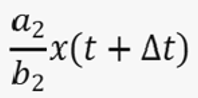 a₂/b₂ x(t + Δt)